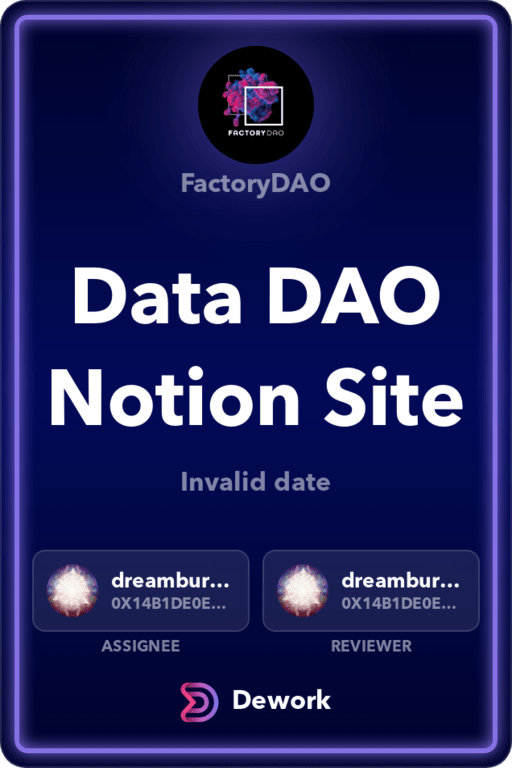 FACTORYDAO
FactoryDAO
Data DAO
Notion Site
Invalid date
dreambur...
0X14B1DE0E...
dreambur...
0X14B1DE0E...
ASSIGNEE
REVIEWER
Dework